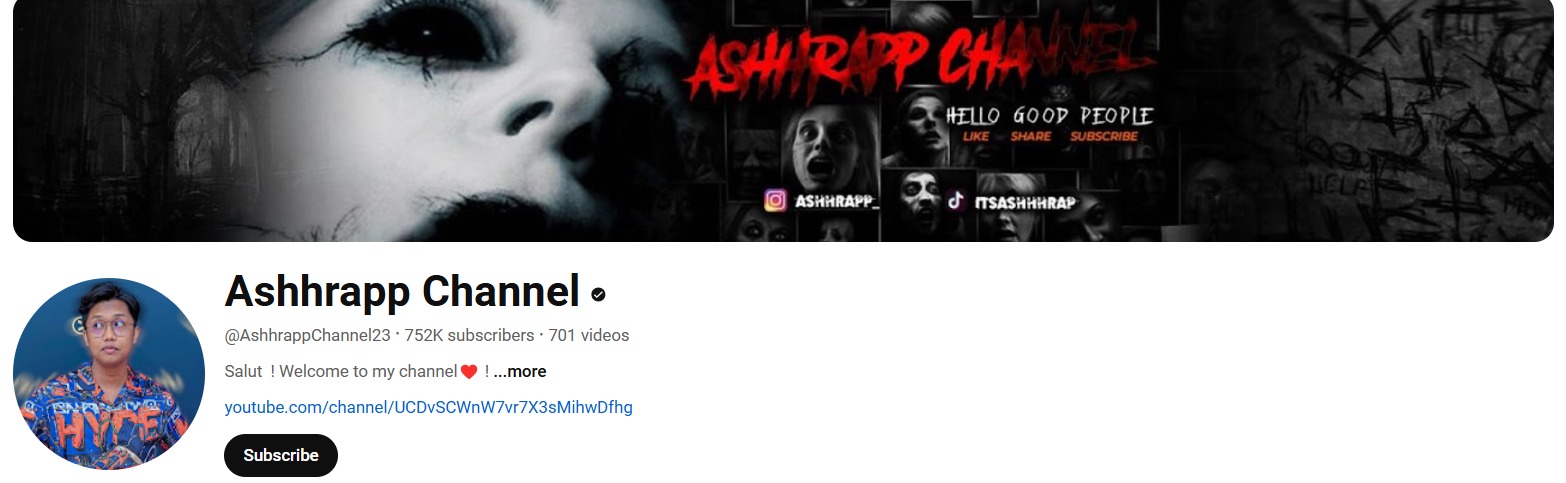 ASHHRAPP CHANNEL
HELLO GOOD PEOPLE
LIKE SHARE SUBSCRIBE
ASHHRAPP_
ITSASHHHRAP
HELP
HYPE
Ashhrapp Channel
@AshhrappChannel23 · 752K subscribers · 701 videos
Salut ! Welcome to my channel❤️ ! ...more
youtube.com/channel/UCDvSCWnW7vr7X3sMihwDfhg
Subscribe